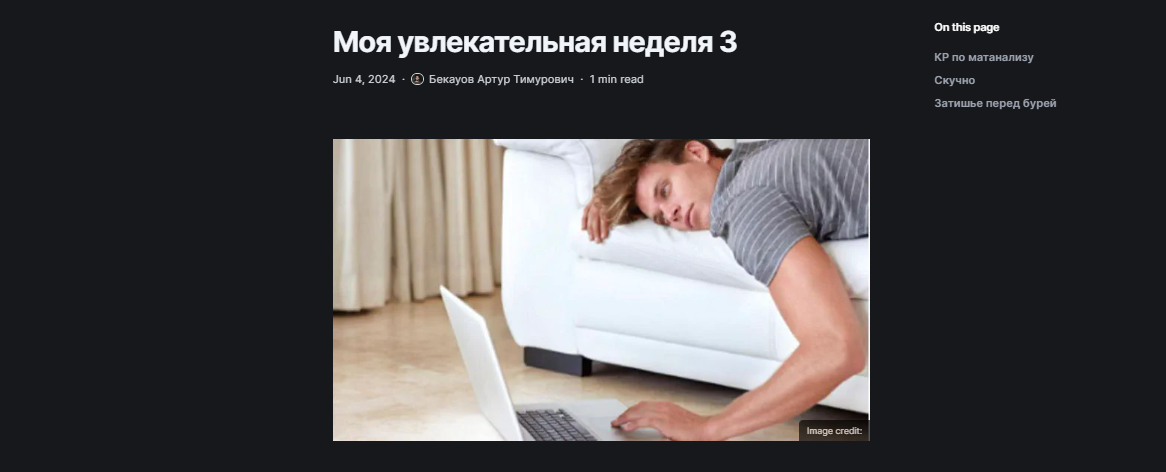 Моя увлекательная неделя 3
Jun 4, 2024 · Бекауов Артур Тимурович · 1 min read
On this page
КР по матанализу
Скучно
Затишье перед бурей
Image credit: